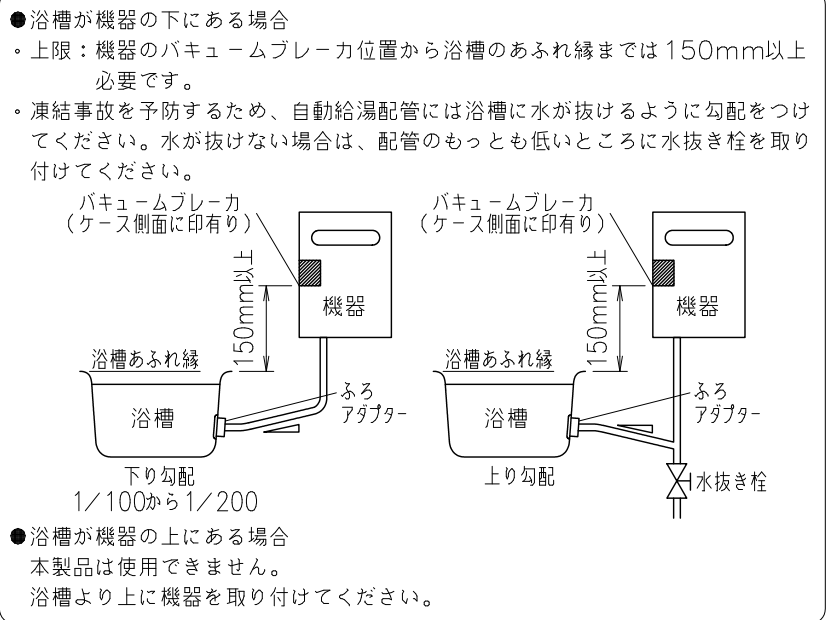 ●浴槽が機器の下にある場合
・上限：機器のバキュームブレーカ位置から浴槽のあふれ縁までは150mm以上
必要です。
・凍結事故を予防するため、自動給湯配管には浴槽に水が抜けるように勾配をつけ
てください。水が抜けない場合は、配管のもっとも低いところに水抜き栓を取り
付けてください。
バキュームブレーカ
（ケース側面に印有り）
150mm以上
機器
浴槽あふれ縁
浴槽
ふろ
アダプター
下り勾配
1/100から1/200
バキュームブレーカ
（ケース側面に印有り）
150mm以上
機器
浴槽あふれ縁
浴槽
ふろ
アダプター
上り勾配
水抜き栓
●浴槽が機器の上にある場合
本製品は使用できません。
浴槽より上に機器を取り付けてください。